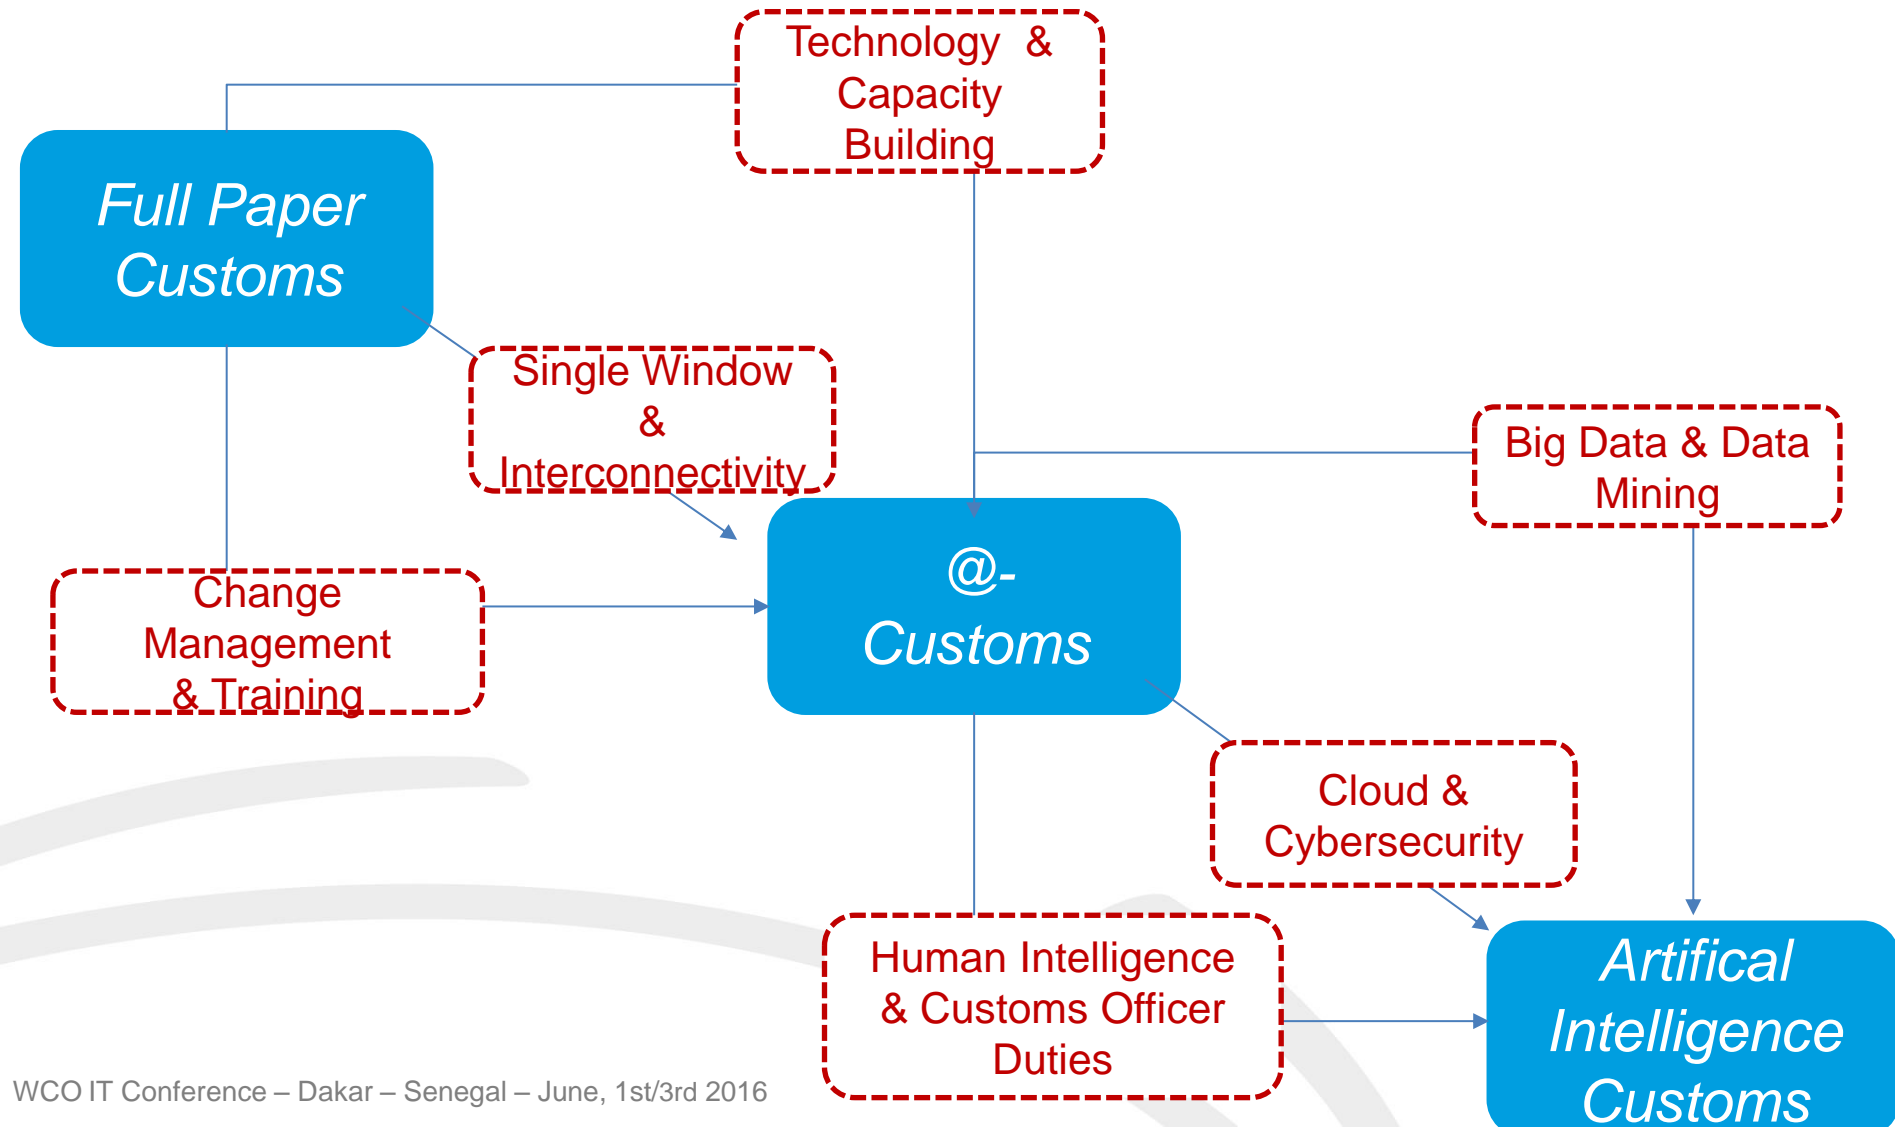 Technology &
Capacity
Building
Full Paper
Customs
Single Window
&
Interconnectivity
Big Data & Data
Mining
@-
Customs
Change
Management
& Training
Cloud &
Cybersecurity
Human Intelligence
& Customs Officer
Duties
Artifical
Intelligence
Customs
WCO IT Conference – Dakar – Senegal – June, 1st/3rd 2016